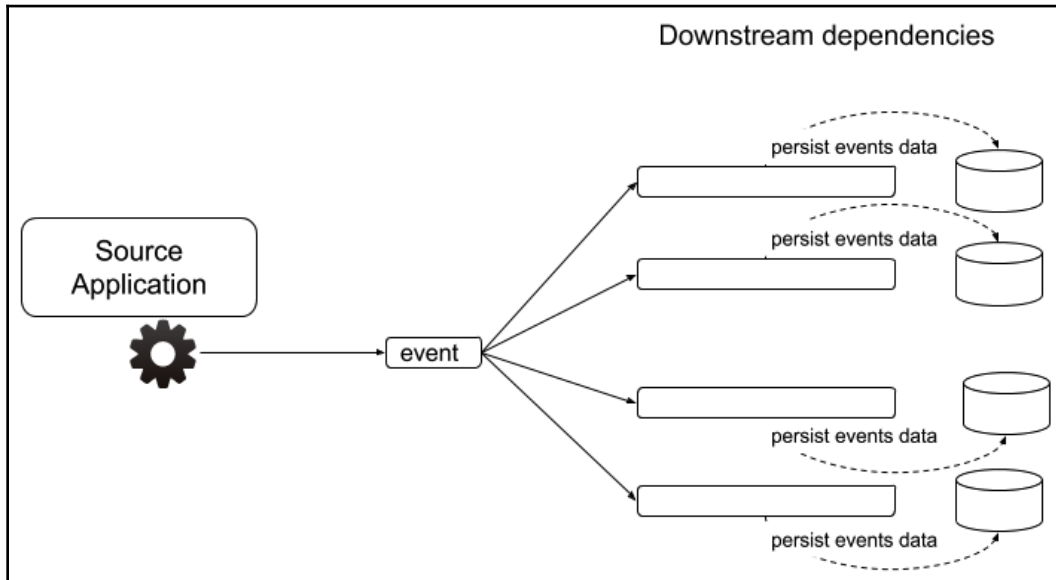 Downstream dependencies
persist events data
persist events data
Source
Application
event
persist events data
persist events data